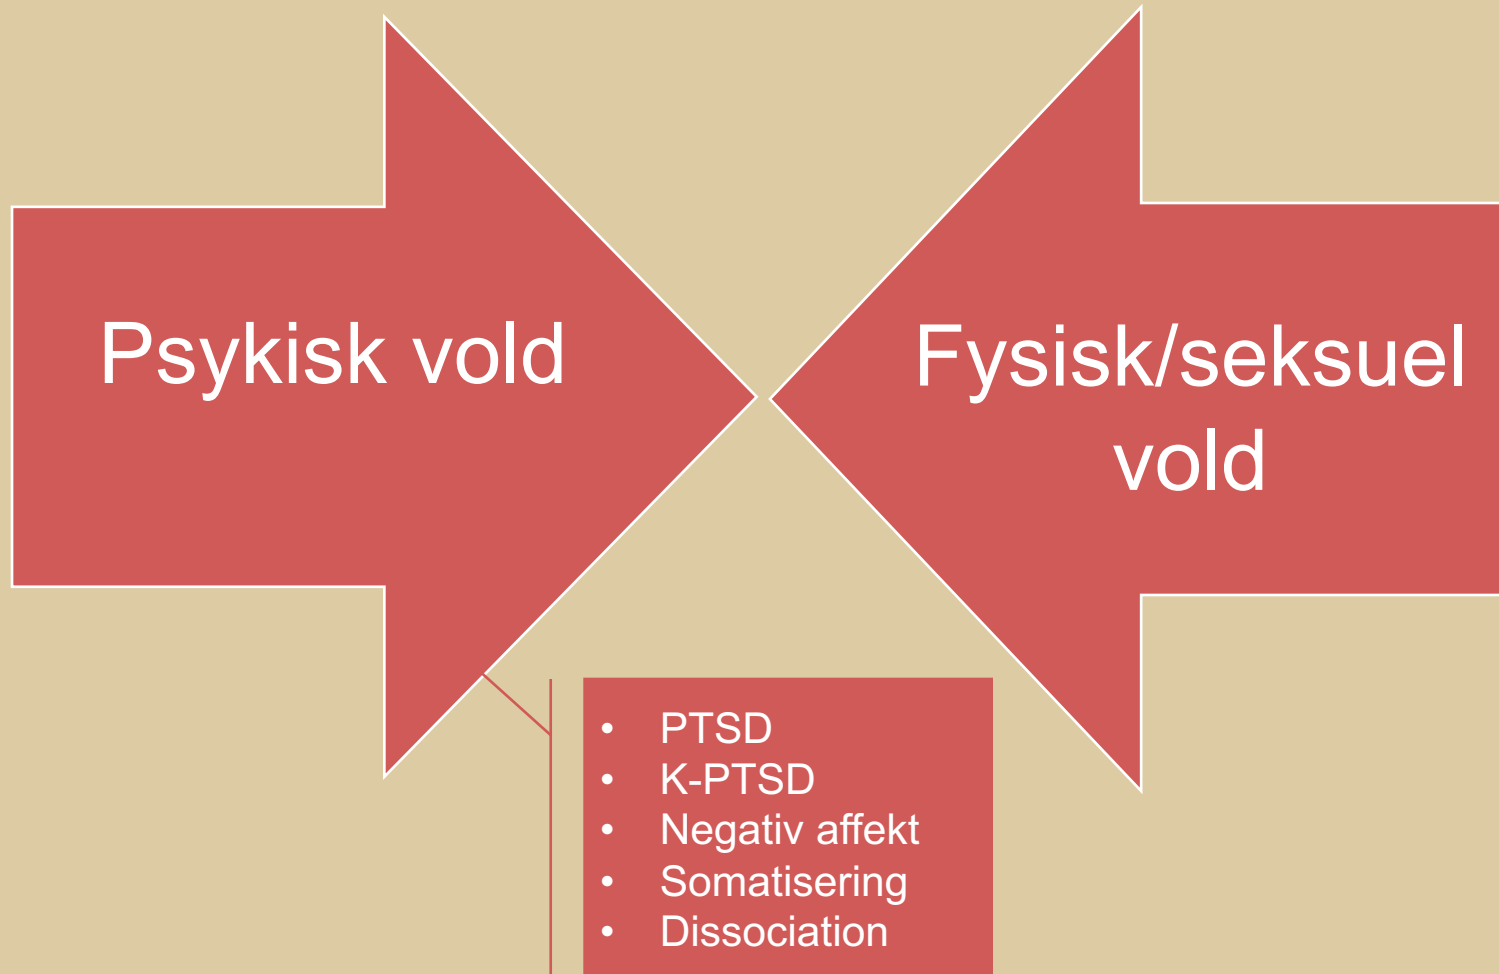 Psykisk vold
Fysisk/seksuel
vold
• PTSD
• K-PTSD
• Negativ affekt
• Somatisering
• Dissociation